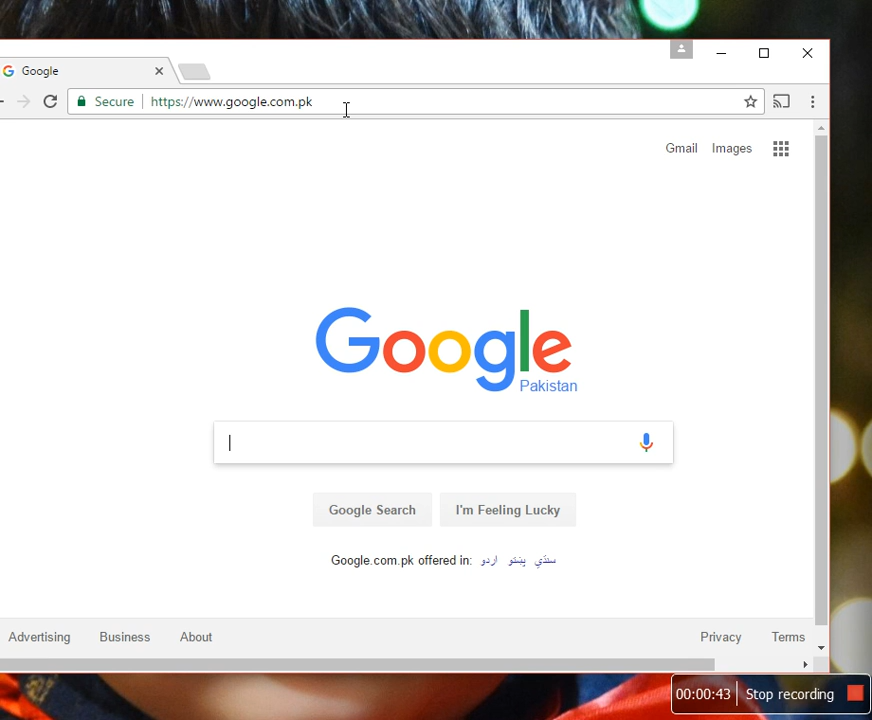 Google
Secure https://www.google.com.pk
Gmail Images
Google
Pakistan
Google Search I'm Feeling Lucky
Google.com.pk offered in: اردو پښتو سنڌي
Advertising Business About Privacy Terms
00:00:43 Stop recording